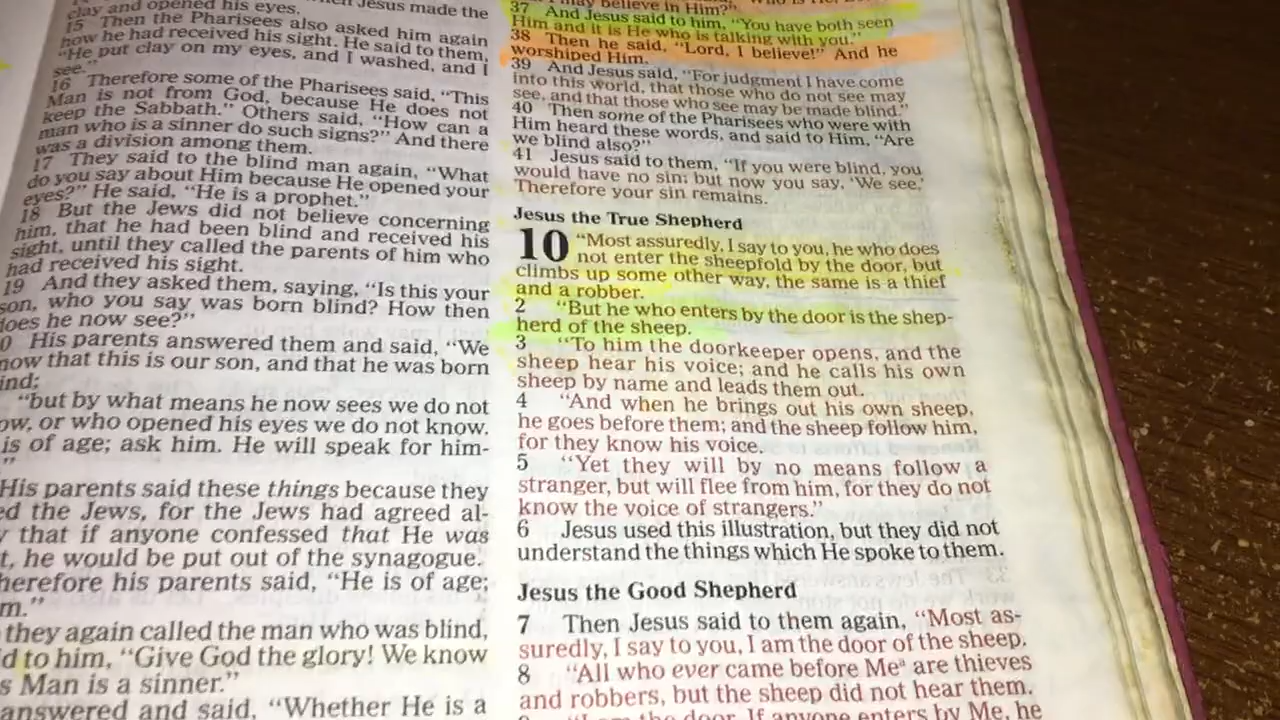 when Jesus made the
clay and opened his eyes.
15 Then the Pharisees also asked him again
how he had received his sight. He said to them,
"He put clay on my eyes, and I washed, and I
see."
16 Therefore some of the Pharisees said, "This
Man is not from God, because He does not
keep the Sabbath." Others said, "How can a
man who is a sinner do such signs?" And there
was a division among them.
17 They said to the blind man again, "What
do you say about Him because He opened your
eyes?" He said, "He is a prophet."
18 But the Jews did not believe concerning
him, that he had been blind and received his
sight, until they called the parents of him who
had received his sight.
19 And they asked them, saying, "Is this your
son, who you say was born blind? How then
does he now see?"
0 His parents answered them and said, "We
now that this is our son, and that he was born
ind;
"but by what means he now sees we do not
ow, or who opened his eyes we do not know.
is of age; ask him. He will speak for him-
"
His parents said these things because they
ed the Jews, for the Jews had agreed al-
y that if anyone confessed that He was
t, he would be put out of the synagogue.
herefore his parents said, "He is of age;
m."
they again called the man who was blind,
d to him, "Give God the glory! We know
s Man is a sinner."
answered and said, "Whether He is a
I may believe in Him?"
37 And Jesus said to him, "You have both seen
Him and it is He who is talking with you."
38 Then he said, "Lord, I believe!" And he
worshiped Him.
39 And Jesus said, "For judgment I have come
into this world, that those who do not see may
see, and that those who see may be made blind."
40 Then some of the Pharisees who were with
Him heard these words, and said to Him, "Are
we blind also?"
41 Jesus said to them, "If you were blind, you
would have no sin; but now you say, 'We see.'
Therefore your sin remains.
Jesus the True Shepherd
10 "Most assuredly, I say to you, he who does
not enter the sheepfold by the door, but
climbs up some other way, the same is a thief
and a robber.
2 "But he who enters by the door is the shep-
herd of the sheep.
3 "To him the doorkeeper opens, and the
sheep hear his voice; and he calls his own
sheep by name and leads them out.
4 "And when he brings out his own sheep,
he goes before them; and the sheep follow him,
for they know his voice.
5 "Yet they will by no means follow a
stranger, but will flee from him, for they do not
know the voice of strangers."
6 Jesus used this illustration, but they did not
understand the things which He spoke to them.
Jesus the Good Shepherd
7 Then Jesus said to them again, "Most as-
suredly, I say to you, I am the door of the sheep.
8 "All who ever came before Meᵃ are thieves
and robbers, but the sheep did not hear them.
9 "I am the door. If anyone enters by Me, he